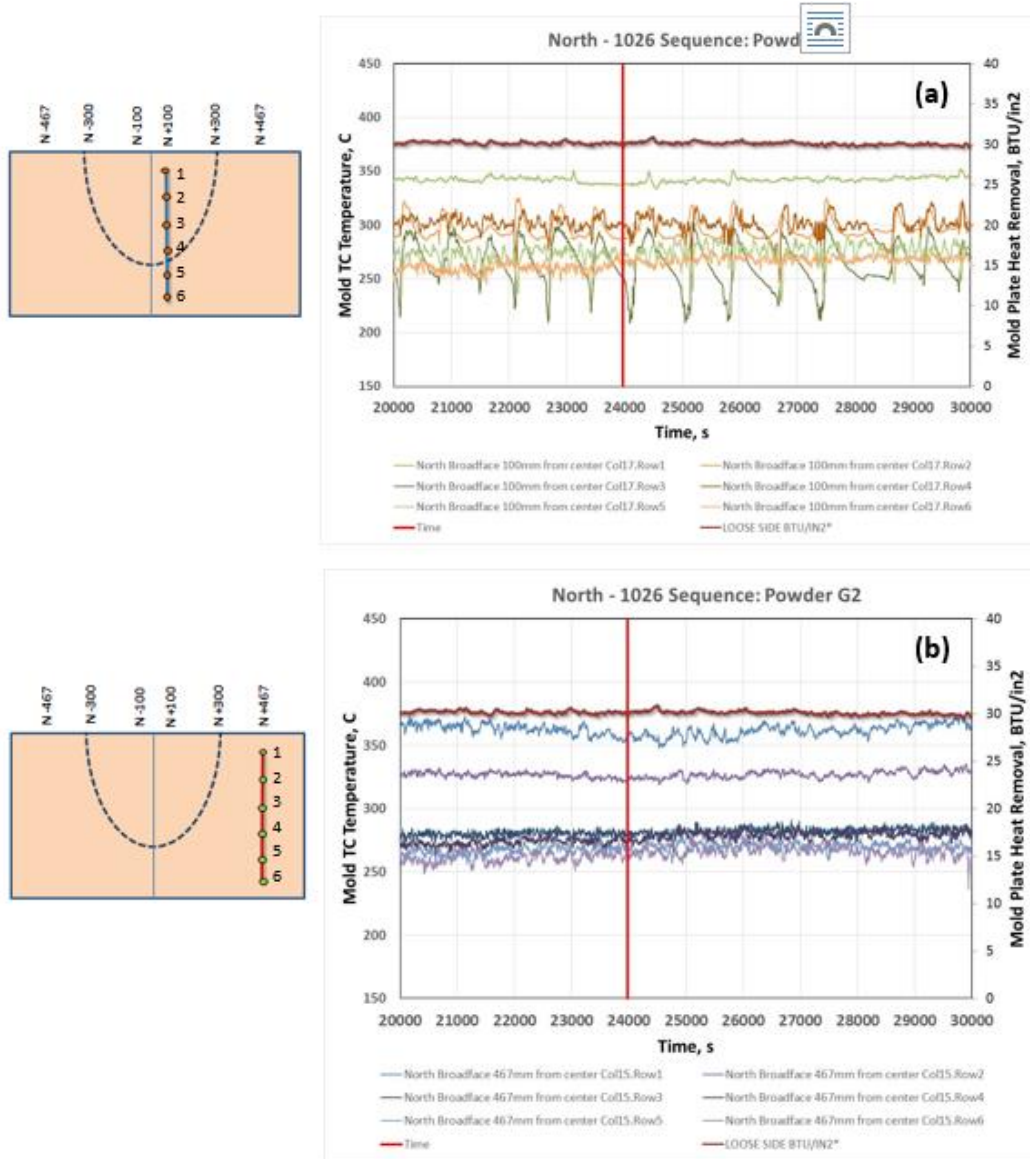 North - 1026 Sequence: Powd
(a)
N -467
N -300
N -100
N +100
N +300
N +467
1
2
3
4
5
6
450
400
350
300
250
200
150
Mold TC Temperature, C
40
35
30
25
20
15
10
5
0
Mold Plate Heat Removal, BTU/in2
20000 21000 22000 23000 24000 25000 26000 27000 28000 29000 30000
Time, s
North Broadface 100mm from center Col17.Row1 North Broadface 100mm from center Col17.Row2
North Broadface 100mm from center Col17.Row3 North Broadface 100mm from center Col17.Row4
North Broadface 100mm from center Col17.Row5 North Broadface 100mm from center Col17.Row6
Time LOOSE SIDE BTU/IN2*
North - 1026 Sequence: Powder G2
(b)
N -467
N -300
N -100
N +100
N +300
N +467
1
2
3
4
5
6
450
400
350
300
250
200
150
Mold TC Temperature, C
40
35
30
25
20
15
10
5
0
Mold Plate Heat Removal, BTU/in2
20000 21000 22000 23000 24000 25000 26000 27000 28000 29000 30000
Time, s
North Broadface 467mm from center Col15.Row1 North Broadface 467mm from center Col15.Row2
North Broadface 467mm from center Col15.Row3 North Broadface 467mm from center Col15.Row4
North Broadface 467mm from center Col15.Row5 North Broadface 467mm from center Col15.Row6
Time LOOSE SIDE BTU/IN2*